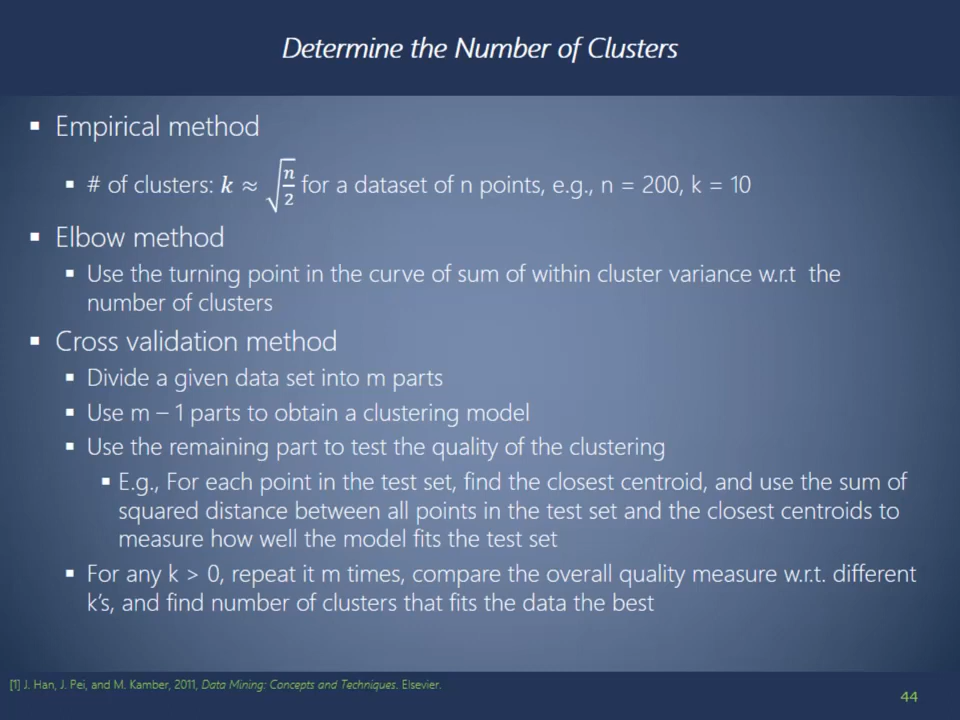 Determine the Number of Clusters
▪ Empirical method
▪ # of clusters: k ≈ √(n/2) for a dataset of n points, e.g., n = 200, k = 10
▪ Elbow method
▪ Use the turning point in the curve of sum of within cluster variance w.r.t the
number of clusters
▪ Cross validation method
▪ Divide a given data set into m parts
▪ Use m – 1 parts to obtain a clustering model
▪ Use the remaining part to test the quality of the clustering
▪ E.g., For each point in the test set, find the closest centroid, and use the sum of
squared distance between all points in the test set and the closest centroids to
measure how well the model fits the test set
▪ For any k > 0, repeat it m times, compare the overall quality measure w.r.t. different
k’s, and find number of clusters that fits the data the best
[1] J. Han, J. Pei, and M. Kamber, 2011, Data Mining: Concepts and Techniques. Elsevier.
44